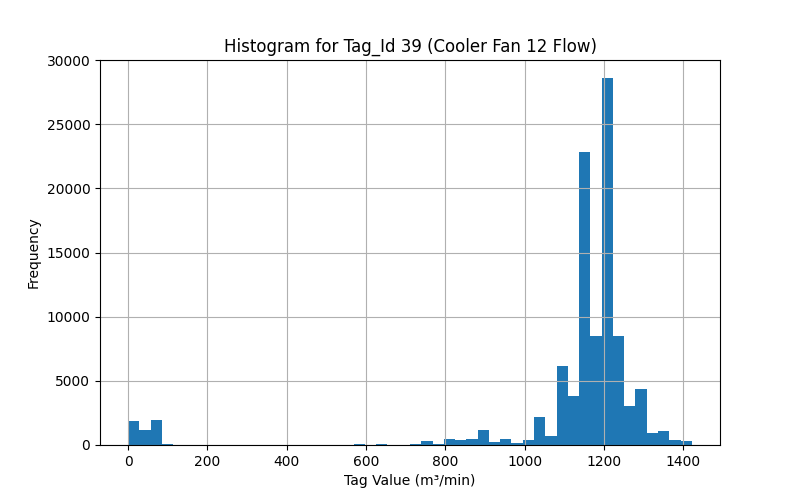 Histogram for Tag_Id 39 (Cooler Fan 12 Flow)
30000
25000
20000
15000
10000
5000
0
Frequency
0 200 400 600 800 1000 1200 1400
Tag Value (m³/min)